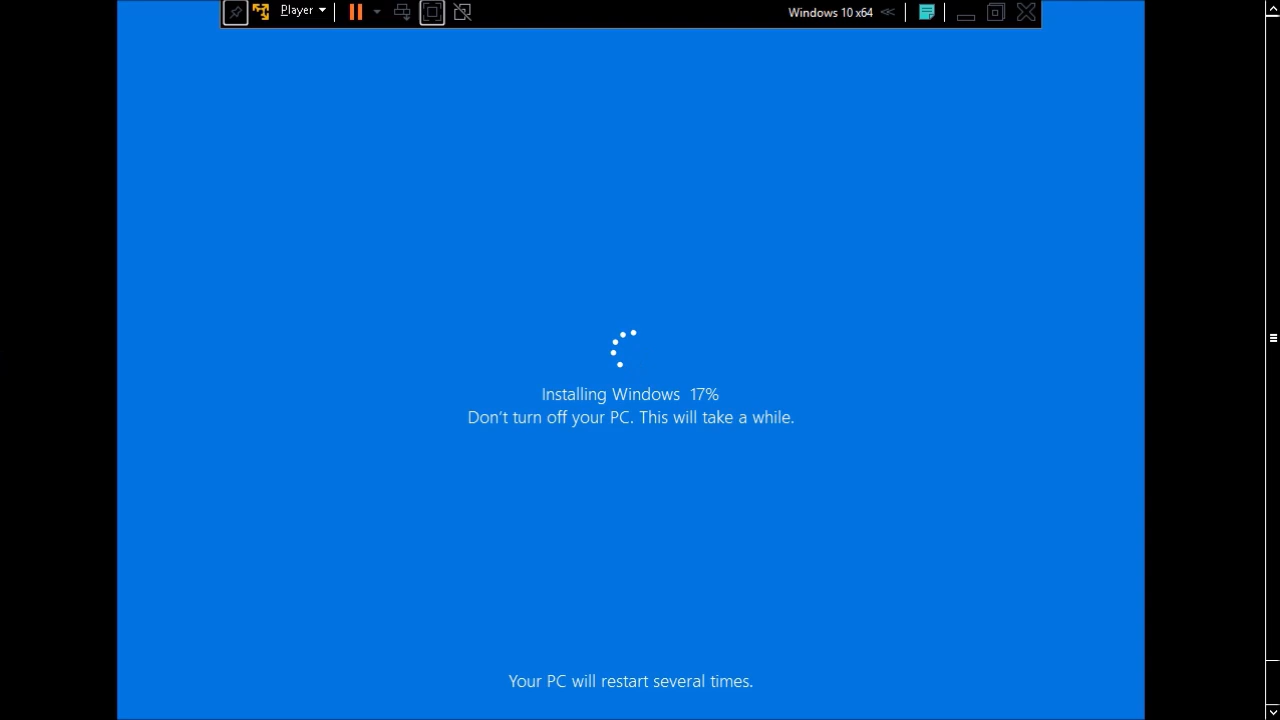 Player
Windows 10 x64
Installing Windows 17%
Don't turn off your PC. This will take a while.
Your PC will restart several times.